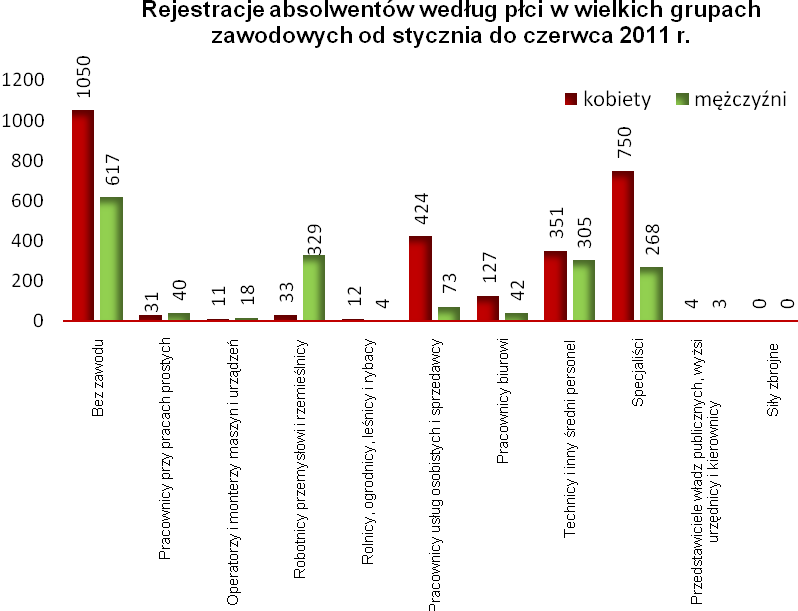 Rejestracje absolwentów według płci w wielkich grupach
zawodowych od stycznia do czerwca 2011 r.
kobiety
mężczyźni
1200
1000
800
600
400
200
0
1050
617
31
40
11
18
33
329
12
4
424
73
127
42
351
305
750
268
4
3
0
0
Bez zawodu
Pracownicy przy pracach prostych
Operatorzy i monterzy maszyn i urządzeń
Robotnicy przemysłowi i rzemieślnicy
Rolnicy, ogrodnicy, leśnicy i rybacy
Pracownicy usług osobistych i sprzedawcy
Pracownicy biurowi
Technicy i inny średni personel
Specjaliści
Przedstawiciele władz publicznych, wyżsi
urzędnicy i kierownicy
Siły zbrojne